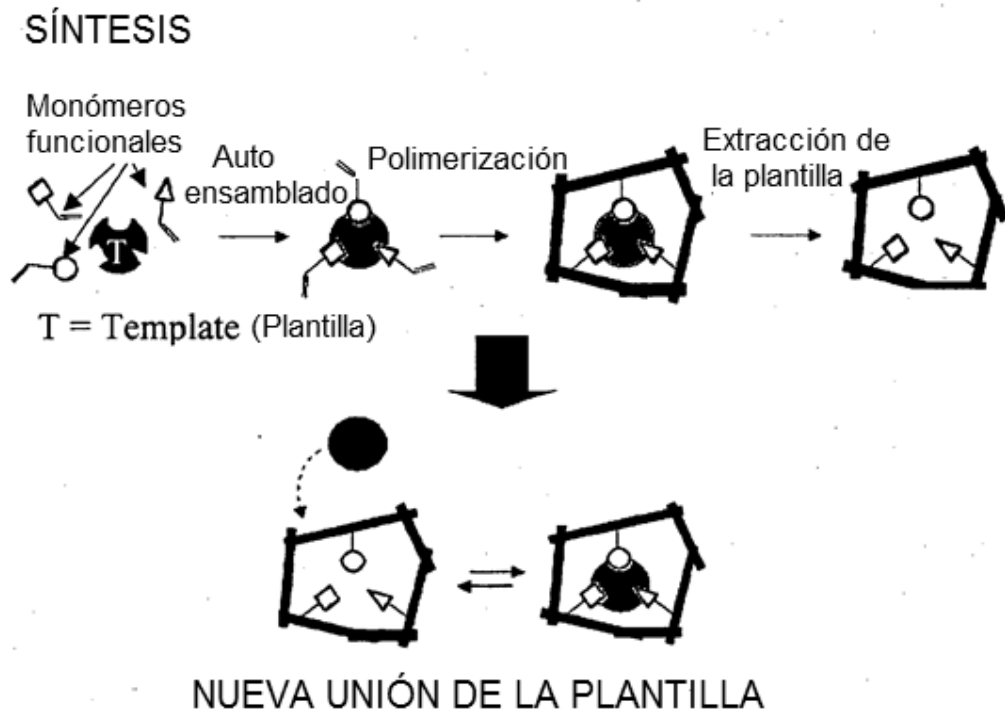 SÍNTESIS
Monómeros
funcionales
Auto
ensamblado
Polimerización
Extracción de
la plantilla
T
T = Template (Plantilla)
NUEVA UNIÓN DE LA PLANTILLA